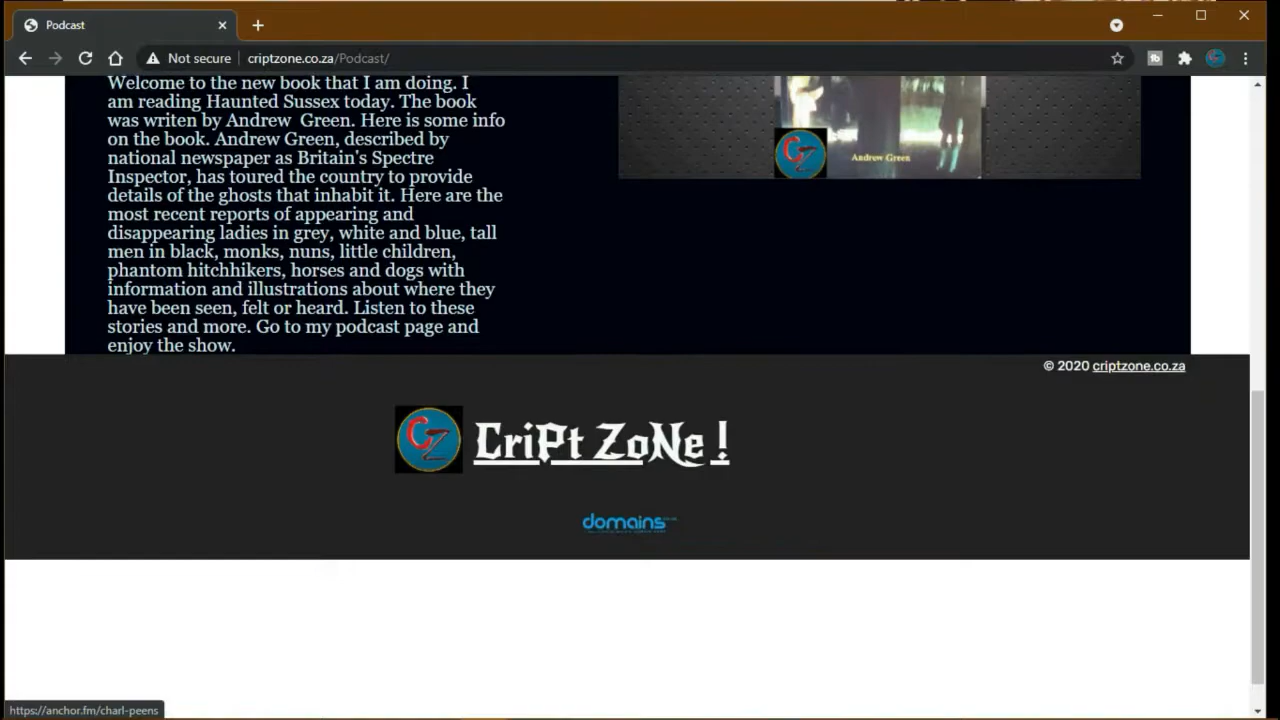 Podcast
Not secure
criptzone.co.za/Podcast/
Welcome to the new book that I am doing. I
am reading Haunted Sussex today. The book
was writen by Andrew Green. Here is some info
on the book. Andrew Green, described by
national newspaper as Britain's Spectre
Inspector, has toured the country to provide
details of the ghosts that inhabit it. Here are the
most recent reports of appearing and
disappearing ladies in grey, white and blue, tall
men in black, monks, nuns, little children,
phantom hitchhikers, horses and dogs with
information and illustrations about where they
have been seen, felt or heard. Listen to these
stories and more. Go to my podcast page and
enjoy the show.
CZ
Andrew Green
© 2020 criptzone.co.za
CZ
CriPt ZoNe !
domains
https://anchor.fm/charl-peens